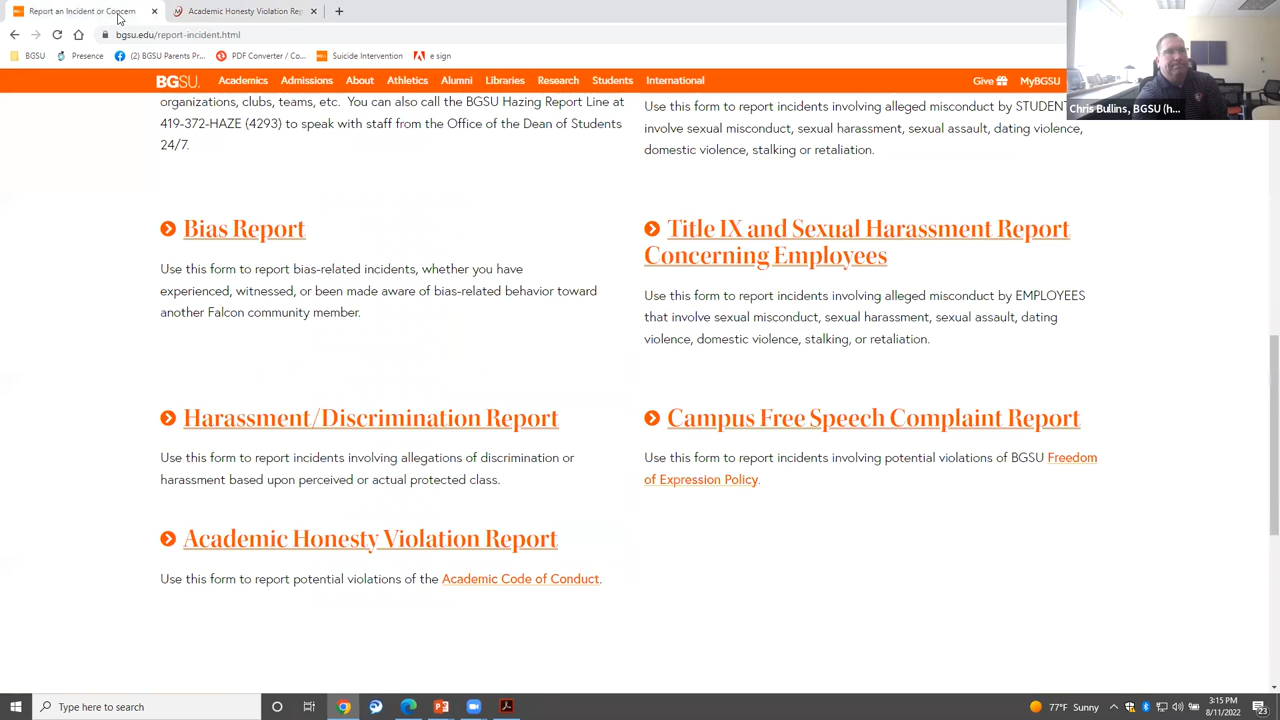 Report an Incident or Concern
Academic Honesty Violation Rep
bgsu.edu/report-incident.html
BGSU
Presence
(2) BGSU Parents Pr...
PDF Converter / Co...
Suicide Intervention
e sign
BGSU.
Academics
Admissions
About
Athletics
Alumni
Libraries
Research
Students
International
Give
MyBGSU
Chris Bullins, BGSU (h...
organizations, clubs, teams, etc. You can also call the BGSU Hazing Report Line at
419-372-HAZE (4293) to speak with staff from the Office of the Dean of Students
24/7.
Use this form to report incidents involving alleged misconduct by STUDENT
involve sexual misconduct, sexual harassment, sexual assault, dating violence,
domestic violence, stalking or retaliation.
Bias Report
Use this form to report bias-related incidents, whether you have
experienced, witnessed, or been made aware of bias-related behavior toward
another Falcon community member.
Title IX and Sexual Harassment Report
Concerning Employees
Use this form to report incidents involving alleged misconduct by EMPLOYEES
that involve sexual misconduct, sexual harassment, sexual assault, dating
violence, domestic violence, stalking, or retaliation.
Harassment/Discrimination Report
Use this form to report incidents involving allegations of discrimination or
harassment based upon perceived or actual protected class.
Campus Free Speech Complaint Report
Use this form to report incidents involving potential violations of BGSU Freedom
of Expression Policy.
Academic Honesty Violation Report
Use this form to report potential violations of the Academic Code of Conduct.
Type here to search
77°F Sunny
3:15 PM
8/11/2022
23